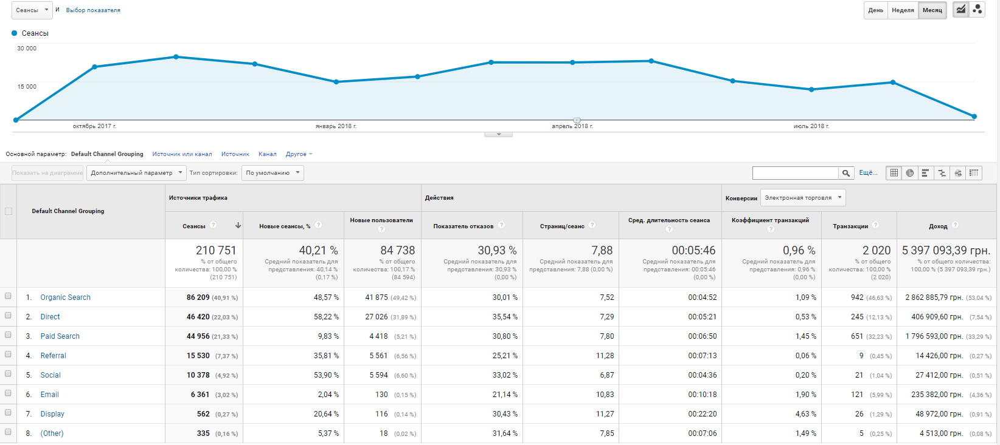 Сеансы И Выбор показателя День Неделя Месяц
Сеансы
30 000
15 000
октябрь 2017 г. январь 2018 г. апрель 2018 г. июль 2018 г.
Основной параметр: Default Channel Grouping Источник или канал Источник Канал Другое
Показать на диаграмме Дополнительный параметр Тип сортировки: По умолчанию Ещё...
Default Channel Grouping
Источники трафика Действия Конверсии Электронная торговля
Сеансы ? Новые сеансы, % ? Новые пользователи ? Показатель отказов ? Страниц/сеанс ? Сред. длительность сеанса ? Коэффициент транзакций ? Транзакции ? Доход ?
210 751 40,21 % 84 738 30,93 % 7,88 00:05:46 0,96 % 2 020 5 397 093,39 грн.
% от общего Средний показатель для % от общего Средний показатель для Средний показатель для Средний показатель для Средний показатель для % от общего % от общего количества:
количества: 100,00 % представления: 40,14 % количества: 100,17 % представления: 30,93 % представления: 7,88 (0,00 %) представления: 00:05:46 представления: 0,96 % количества: 100,00 % 100,00 % (5 397 093,39 грн.)
(210 751) (0,17 %) (84 594) (0,00 %) (0,00 %) (0,00 %) (2 020)
1. Organic Search 86 209 (40,91 %) 48,57 % 41 875 (49,42 %) 30,01 % 7,52 00:04:52 1,09 % 942 (46,63 %) 2 862 885,79 грн. (53,04 %)
2. Direct 46 420 (22,03 %) 58,22 % 27 026 (31,89 %) 35,54 % 7,29 00:05:21 0,53 % 245 (12,13 %) 406 909,60 грн. (7,54 %)
3. Paid Search 44 956 (21,33 %) 9,83 % 4 418 (5,21 %) 30,80 % 7,80 00:06:50 1,45 % 651 (32,23 %) 1 796 593,00 грн. (33,29 %)
4. Referral 15 530 (7,37 %) 35,81 % 5 561 (6,56 %) 25,21 % 11,28 00:07:13 0,06 % 9 (0,45 %) 14 426,00 грн. (0,27 %)
5. Social 10 378 (4,92 %) 53,90 % 5 594 (6,60 %) 33,02 % 6,87 00:04:36 0,20 % 21 (1,04 %) 27 412,00 грн. (0,51 %)
6. Email 6 361 (3,02 %) 2,04 % 130 (0,15 %) 21,14 % 10,83 00:10:18 1,90 % 121 (5,99 %) 235 382,00 грн. (4,36 %)
7. Display 562 (0,27 %) 20,64 % 116 (0,14 %) 30,43 % 11,27 00:22:20 4,63 % 26 (1,29 %) 48 972,00 грн. (0,91 %)
8. (Other) 335 (0,16 %) 5,37 % 18 (0,02 %) 31,64 % 7,85 00:07:06 1,49 % 5 (0,25 %) 4 513,00 грн. (0,08 %)